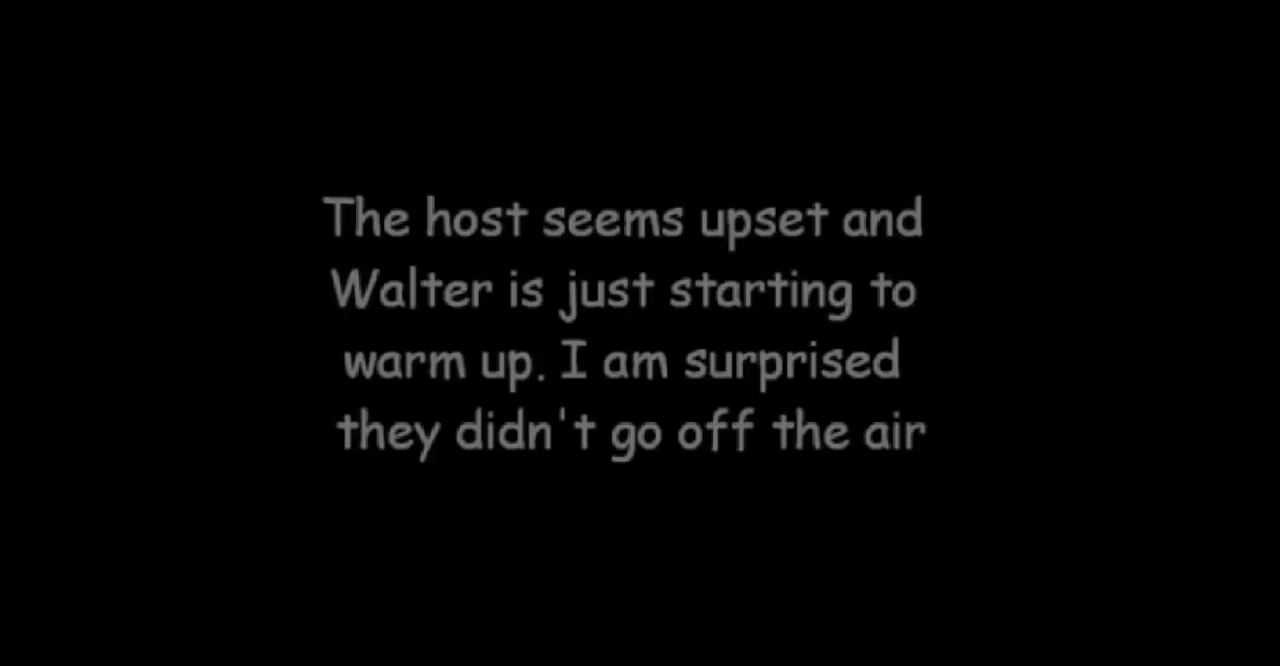 The host seems upset and
Walter is just starting to
warm up. I am surprised
they didn't go off the air